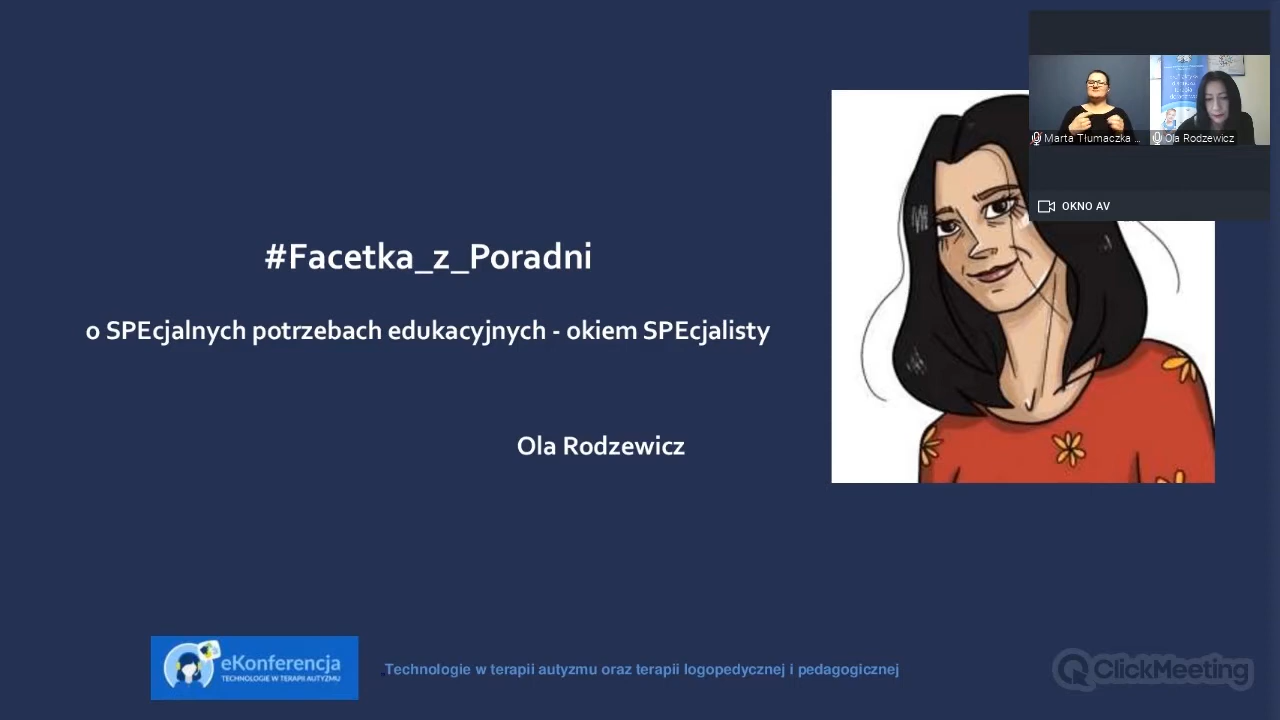 Marta Tłumaczka ...
Ola Rodzewicz
OKNO AV
#Facetka_z_Poradni
o SPEcjalnych potrzebach edukacyjnych - okiem SPEcjalisty
Ola Rodzewicz
eKonferencja
TECHNOLOGIE W TERAPII AUTYZMU
Technologie w terapii autyzmu oraz terapii logopedycznej i pedagogicznej
ClickMeeting